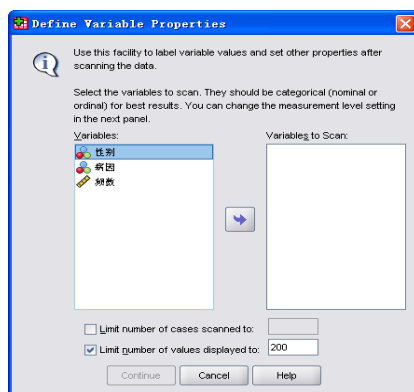 Define Variable Properties
Use this facility to label variable values and set other properties after
scanning the data.
Select the variables to scan. They should be categorical (nominal or
ordinal) for best results. You can change the measurement level setting
in the next panel.
Variables:
Variables to Scan:
性别
病因
频数
Limit number of cases scanned to:
Limit number of values displayed to:
200
Continue
Cancel
Help